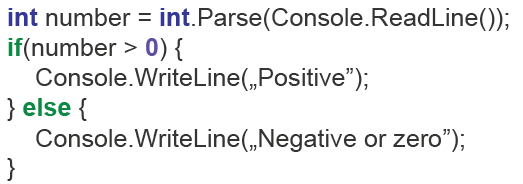 int number = int.Parse(Console.ReadLine());
if(number > 0) {
    Console.WriteLine(„Positive”);
} else {
    Console.WriteLine(„Negative or zero”);
}